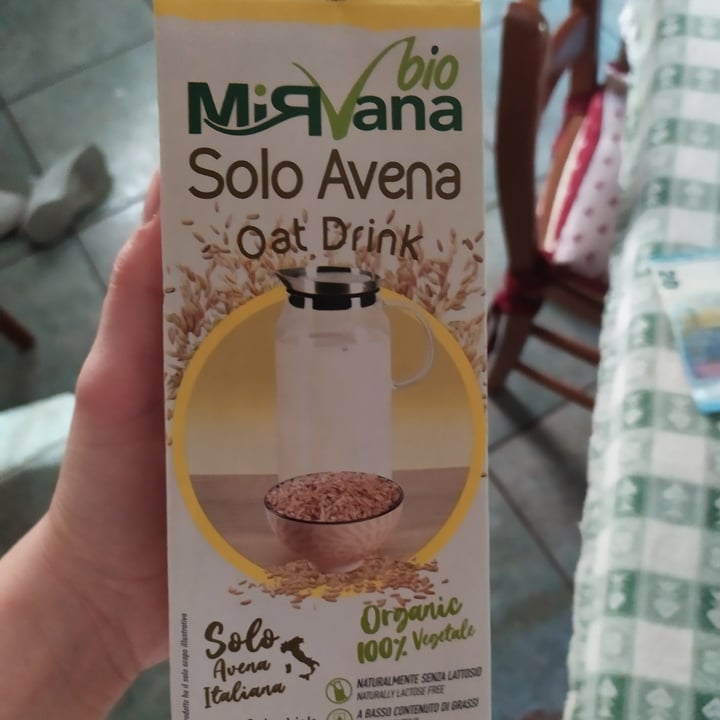 bio
MiRVana
Solo Avena
Oat Drink
Solo
Avena
Italiana
Organic
100% Vegetale
NATURALMENTE SENZA LATTOSIO
NATURALLY LACTOSE FREE
A BASSO CONTENUTO DI GRASSI
20